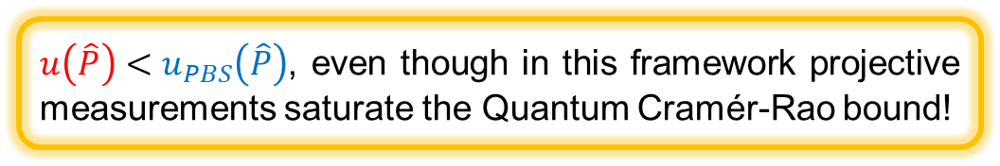 u(P̂) < u_PBS(P̂), even though in this framework projective
measurements saturate the Quantum Cramér-Rao bound!